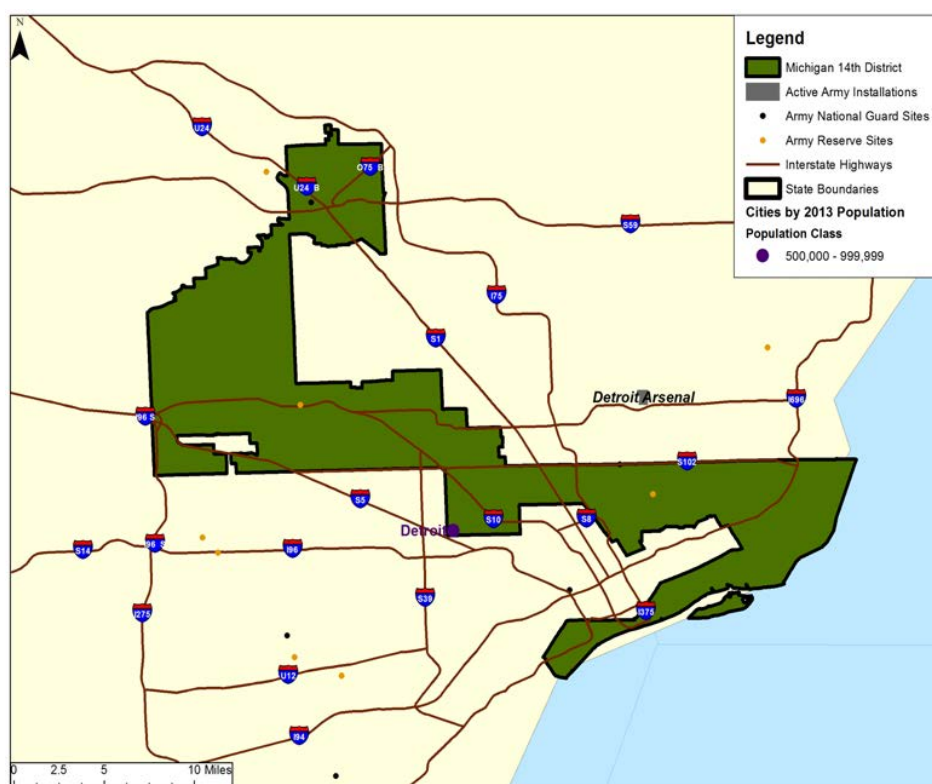 N
Legend
Michigan 14th District
Active Army Installations
Army National Guard Sites
Army Reserve Sites
Interstate Highways
State Boundaries
Cities by 2013 Population
Population Class
500,000 - 999,999
U24
O75 B
U24 B
S59
I75
S1
Detroit Arsenal
I696
I96 S
S102
S5
S10
S8
Detroit
S14
I96 S
I96
S39
I375
I275
U12
I94
0 2.5 5 10 Miles